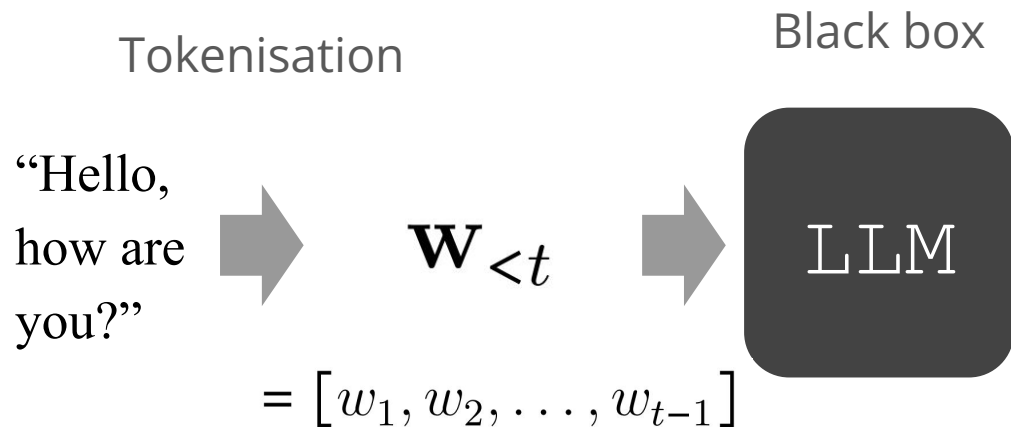 Tokenisation
Black box
“Hello,
how are
you?”
w<t
LLM
= [w1, w2, . . . , wt−1]